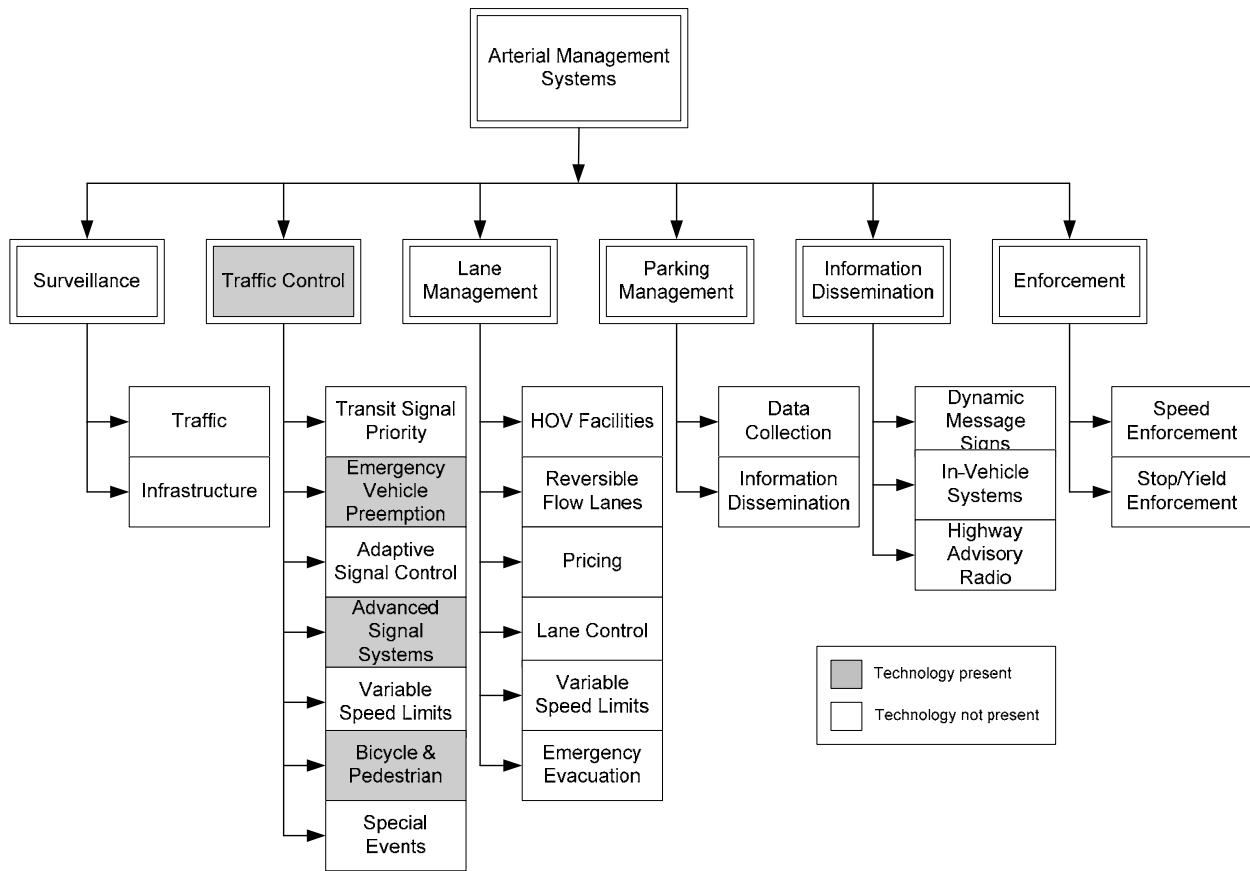 Arterial Management
Systems
Surveillance
Traffic Control
Lane
Management
Parking
Management
Information
Dissemination
Enforcement
Traffic
Infrastructure
Transit Signal
Priority
Emergency
Vehicle
Preemption
Adaptive
Signal Control
Advanced
Signal
Systems
Variable
Speed Limits
Bicycle &
Pedestrian
Special
Events
HOV Facilities
Reversible
Flow Lanes
Pricing
Lane Control
Variable
Speed Limits
Emergency
Evacuation
Data
Collection
Information
Dissemination
Dynamic
Message
Signs
In-Vehicle
Systems
Highway
Advisory
Radio
Speed
Enforcement
Stop/Yield
Enforcement
Technology present
Technology not present